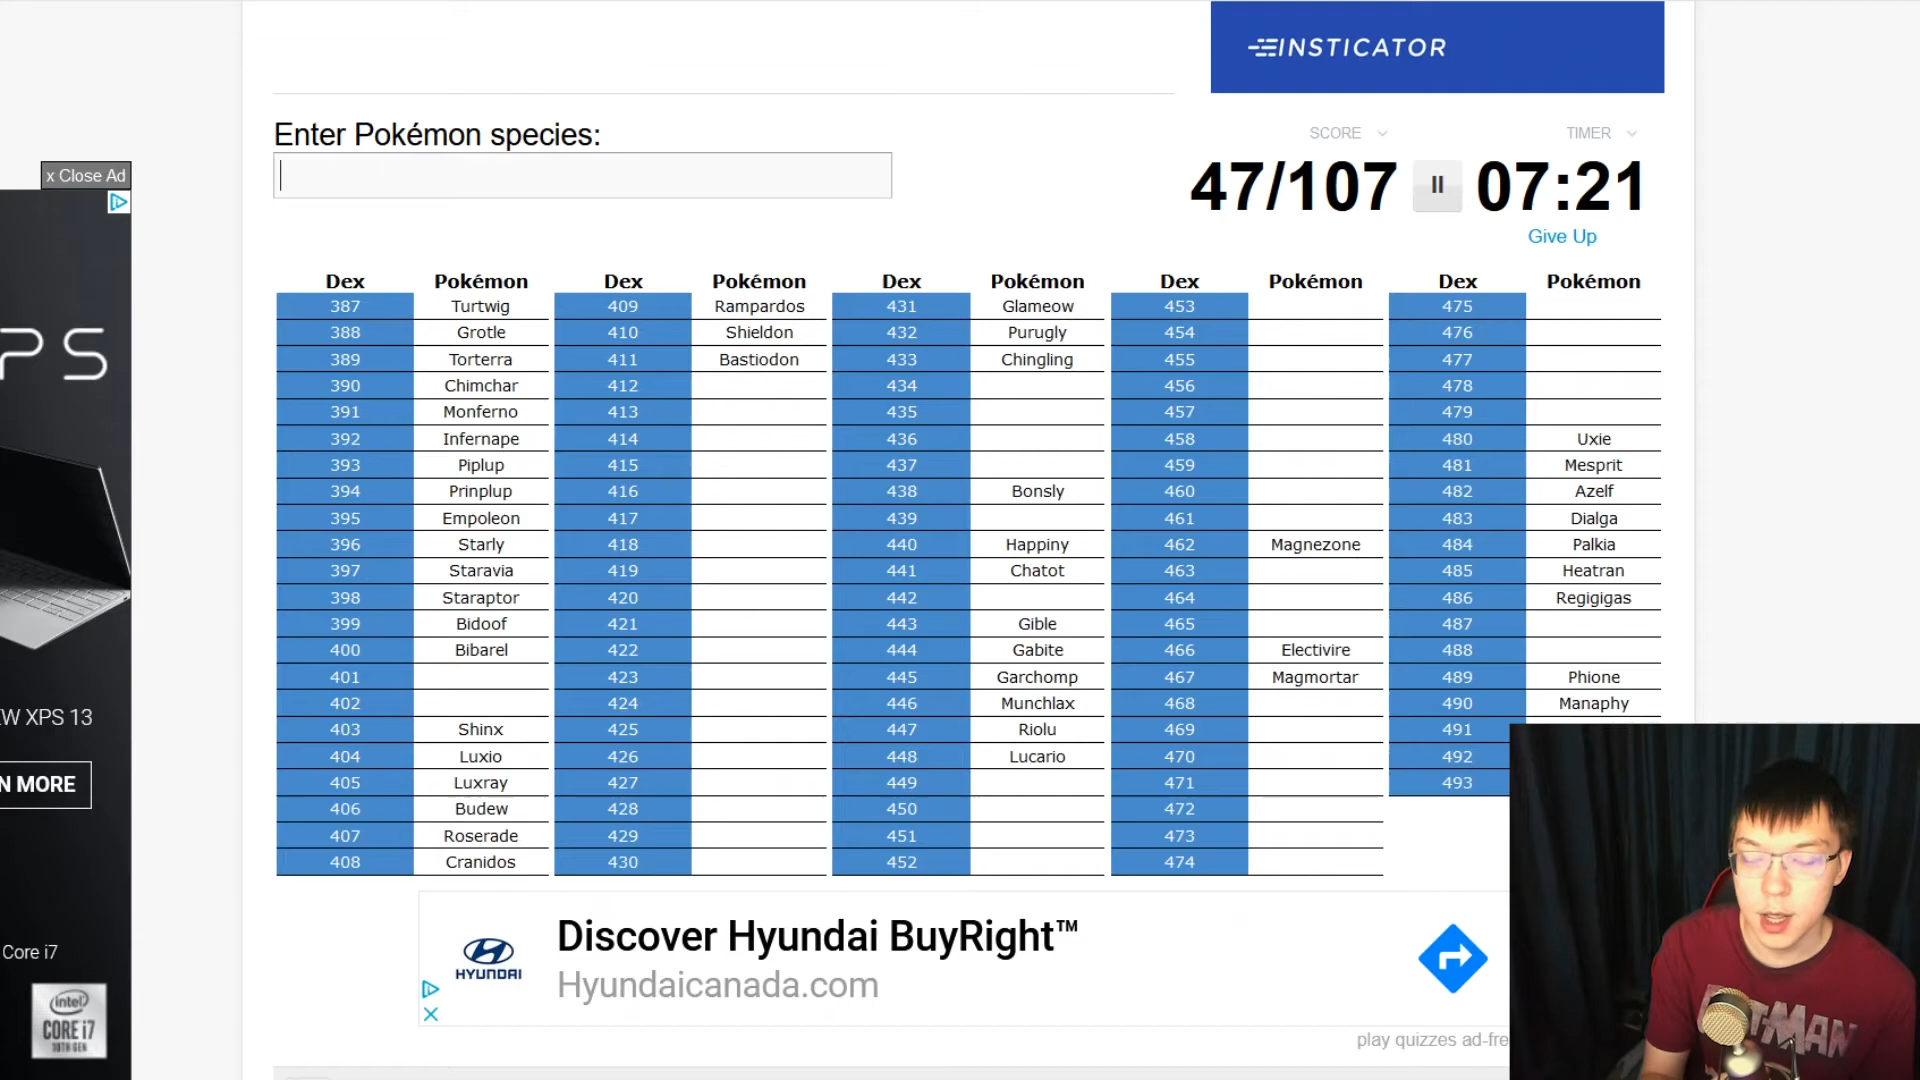 INSTICATOR
Enter Pokémon species:
SCORE
TIMER
47/107
07:21
Give Up
x Close Ad
PS
W XPS 13
N MORE
Core i7
intel
CORE i7
10TH GEN
Dex Pokémon Dex Pokémon Dex Pokémon Dex Pokémon Dex Pokémon
387 Turtwig 409 Rampardos 431 Glameow 453 475
388 Grotle 410 Shieldon 432 Purugly 454 476
389 Torterra 411 Bastiodon 433 Chingling 455 477
390 Chimchar 412 434 456 478
391 Monferno 413 435 457 479
392 Infernape 414 436 458 480 Uxie
393 Piplup 415 437 459 481 Mesprit
394 Prinplup 416 438 Bonsly 460 482 Azelf
395 Empoleon 417 439 461 483 Dialga
396 Starly 418 440 Happiny 462 Magnezone 484 Palkia
397 Staravia 419 441 Chatot 463 485 Heatran
398 Staraptor 420 442 464 486 Regigigas
399 Bidoof 421 443 Gible 465 487
400 Bibarel 422 444 Gabite 466 Electivire 488
401 423 445 Garchomp 467 Magmortar 489 Phione
402 424 446 Munchlax 468 490 Manaphy
403 Shinx 425 447 Riolu 469 491
404 Luxio 426 448 Lucario 470 492
405 Luxray 427 449 471 493
406 Budew 428 450 472
407 Roserade 429 451 473
408 Cranidos 430 452 474
Discover Hyundai BuyRight™
HYUNDAI
Hyundaicanada.com
play quizzes ad-fre